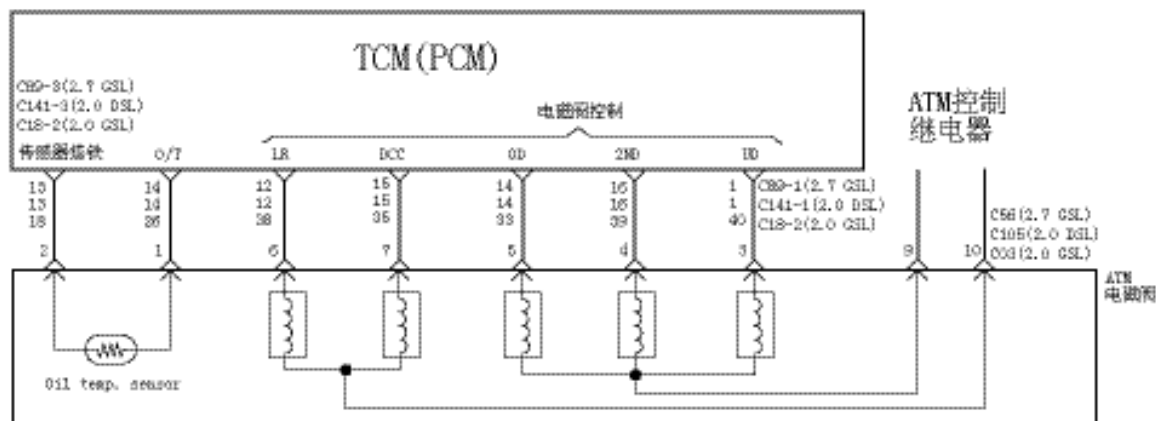 TCM(PCM)
C89-3(2.7 GSL)
C141-3(2.0 DSL)
C18-2(2.0 GSL)
电磁阀控制
ATM控制
继电器
传感器搭铁 O/T LR DCC OD 2ND UD
13 14 12 15 14 16 1 C89-1(2.7 GSL)
13 14 12 15 14 16 1 C141-1(2.0 DSL)
18 26 38 35 33 39 40 C18-2(2.0 GSL)
C56(2.7 GSL)
C105(2.0 DSL)
C03(2.0 GSL)
2 1 6 7 5 4 3 9 10
ATM
电磁阀
Oil temp. sensor